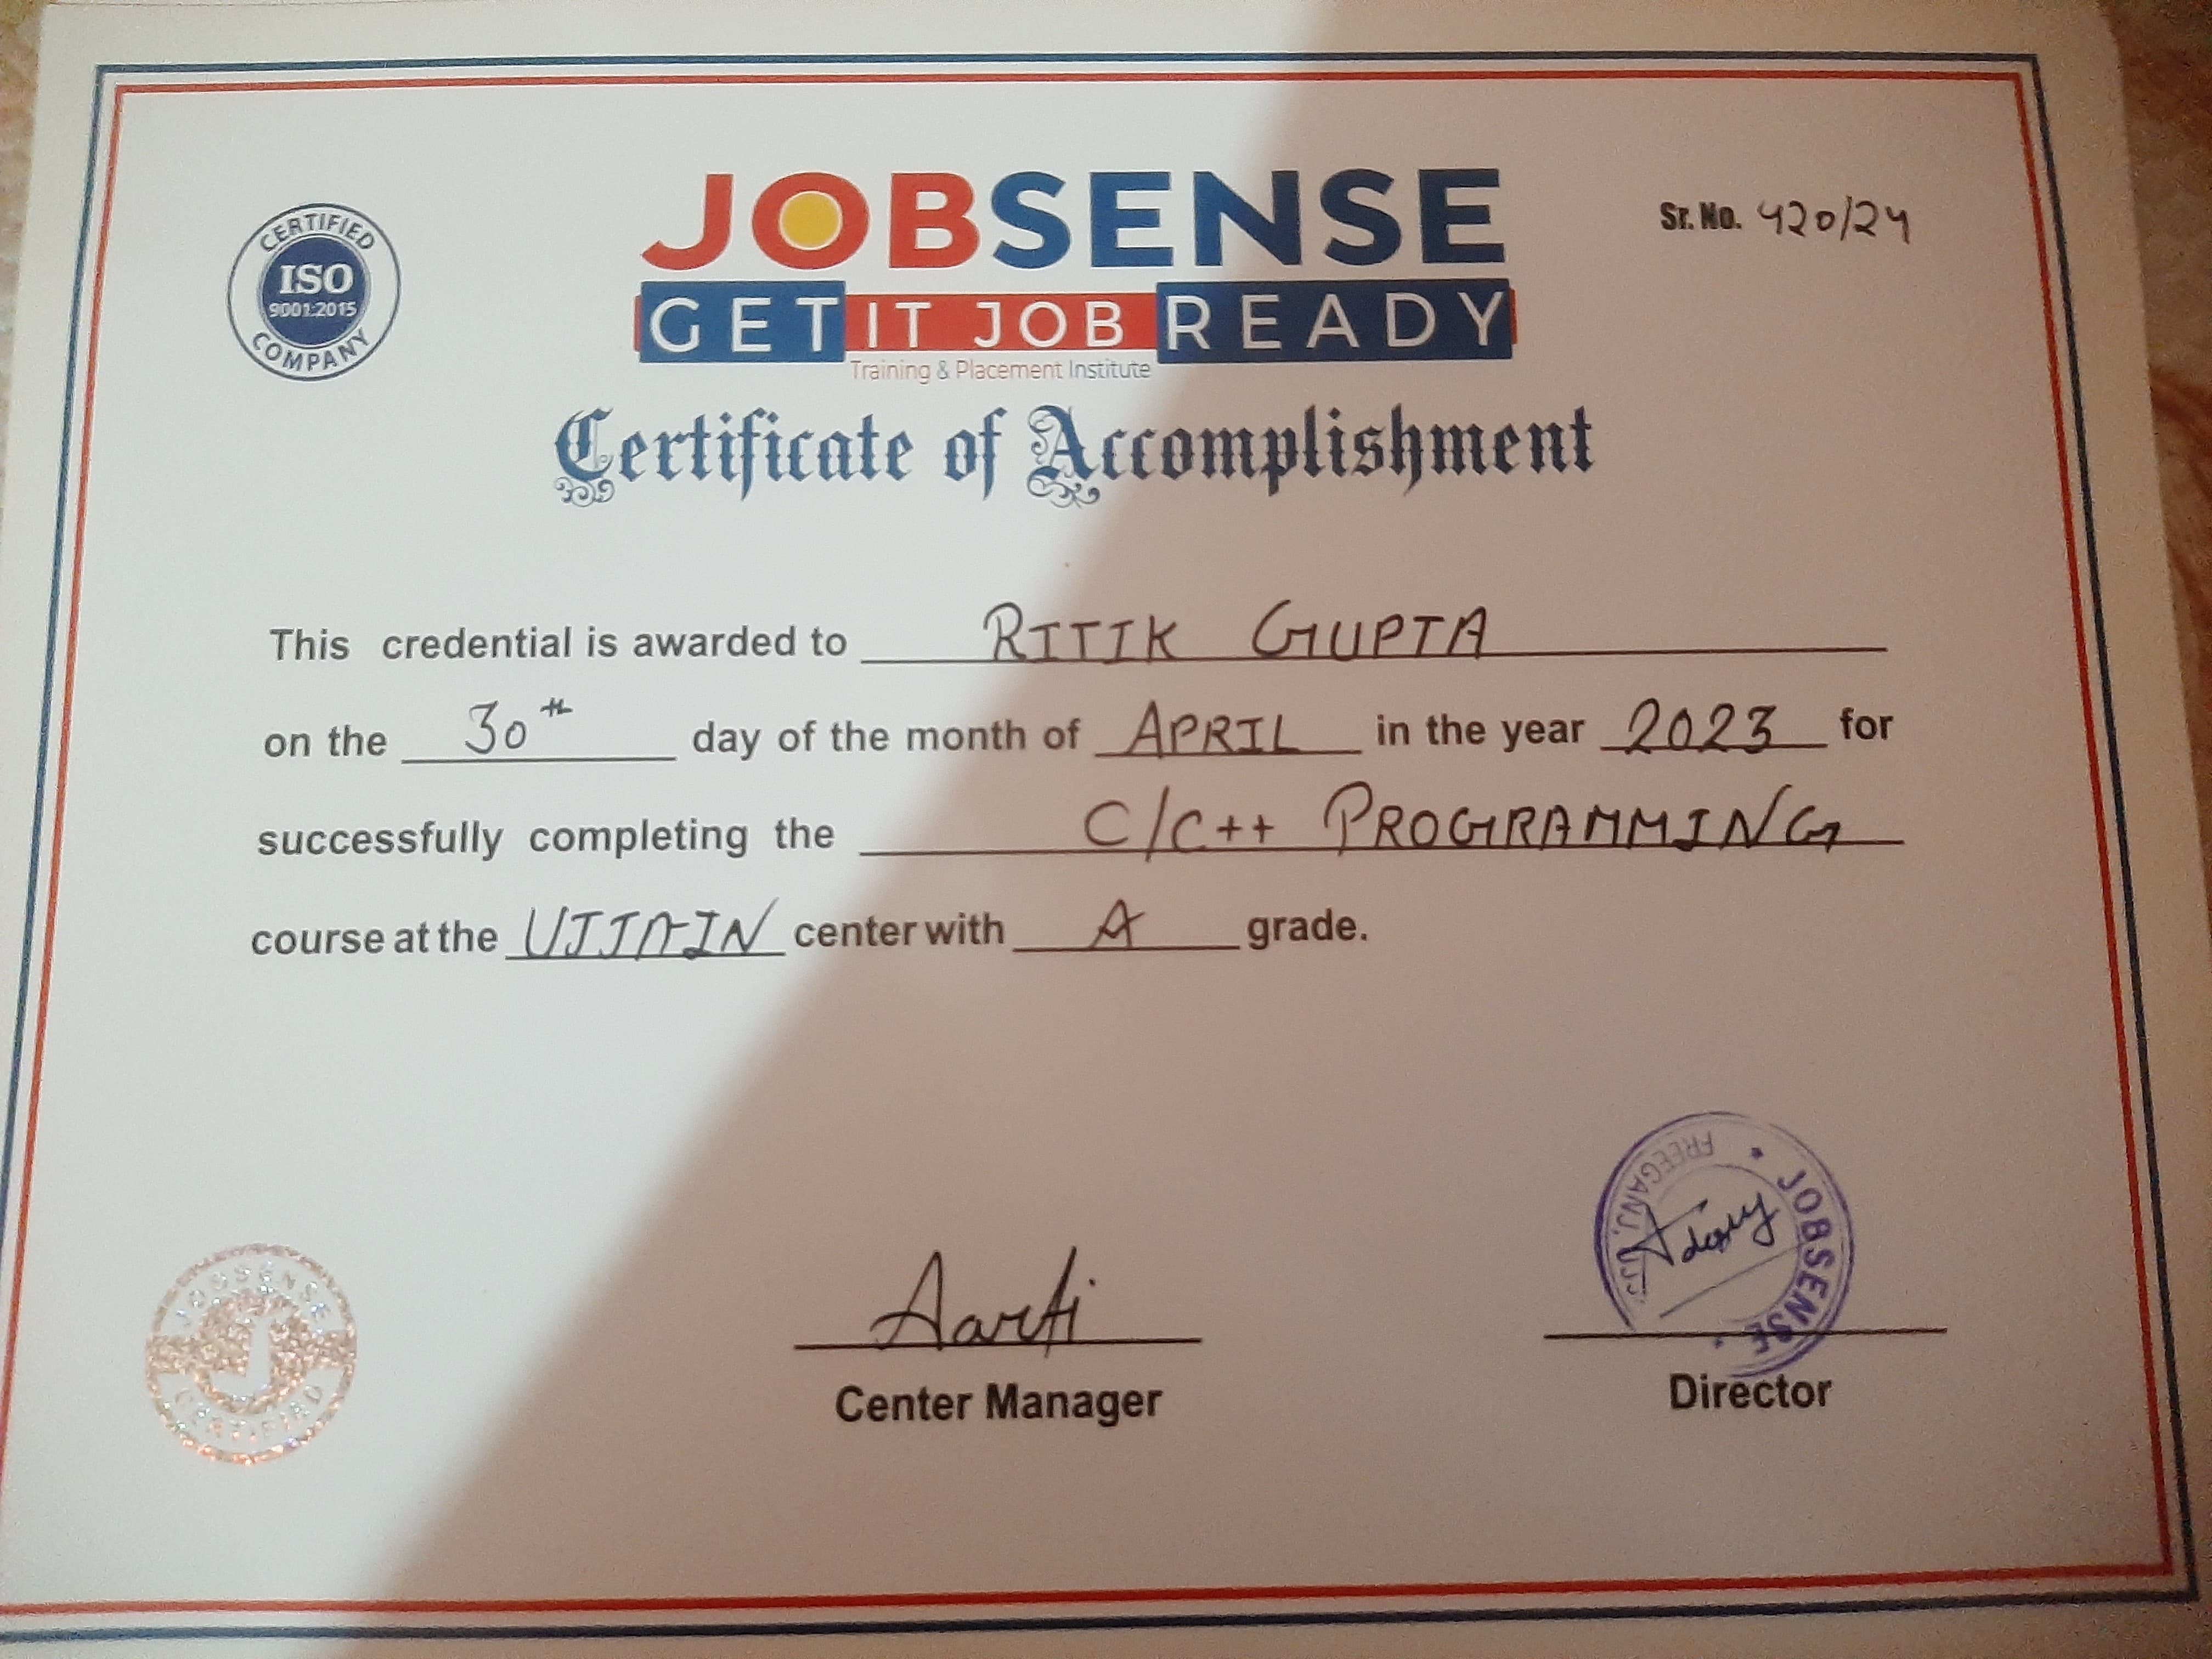 CERTIFIED
ISO
9001:2015
COMPANY
JOBSENSE
GET IT JOB READY
Training & Placement Institute
Sr. No. 420/24
Certificate of Accomplishment
This credential is awarded to RITIK GUPTA
on the 30th day of the month of APRIL in the year 2023 for
successfully completing the C/C++ PROGRAMMING
course at the UJJAIN center with A grade.
JOBSENSE
CERTIFIED
Aarti
Center Manager
JOBSENSE
FREEGANJ,
Director